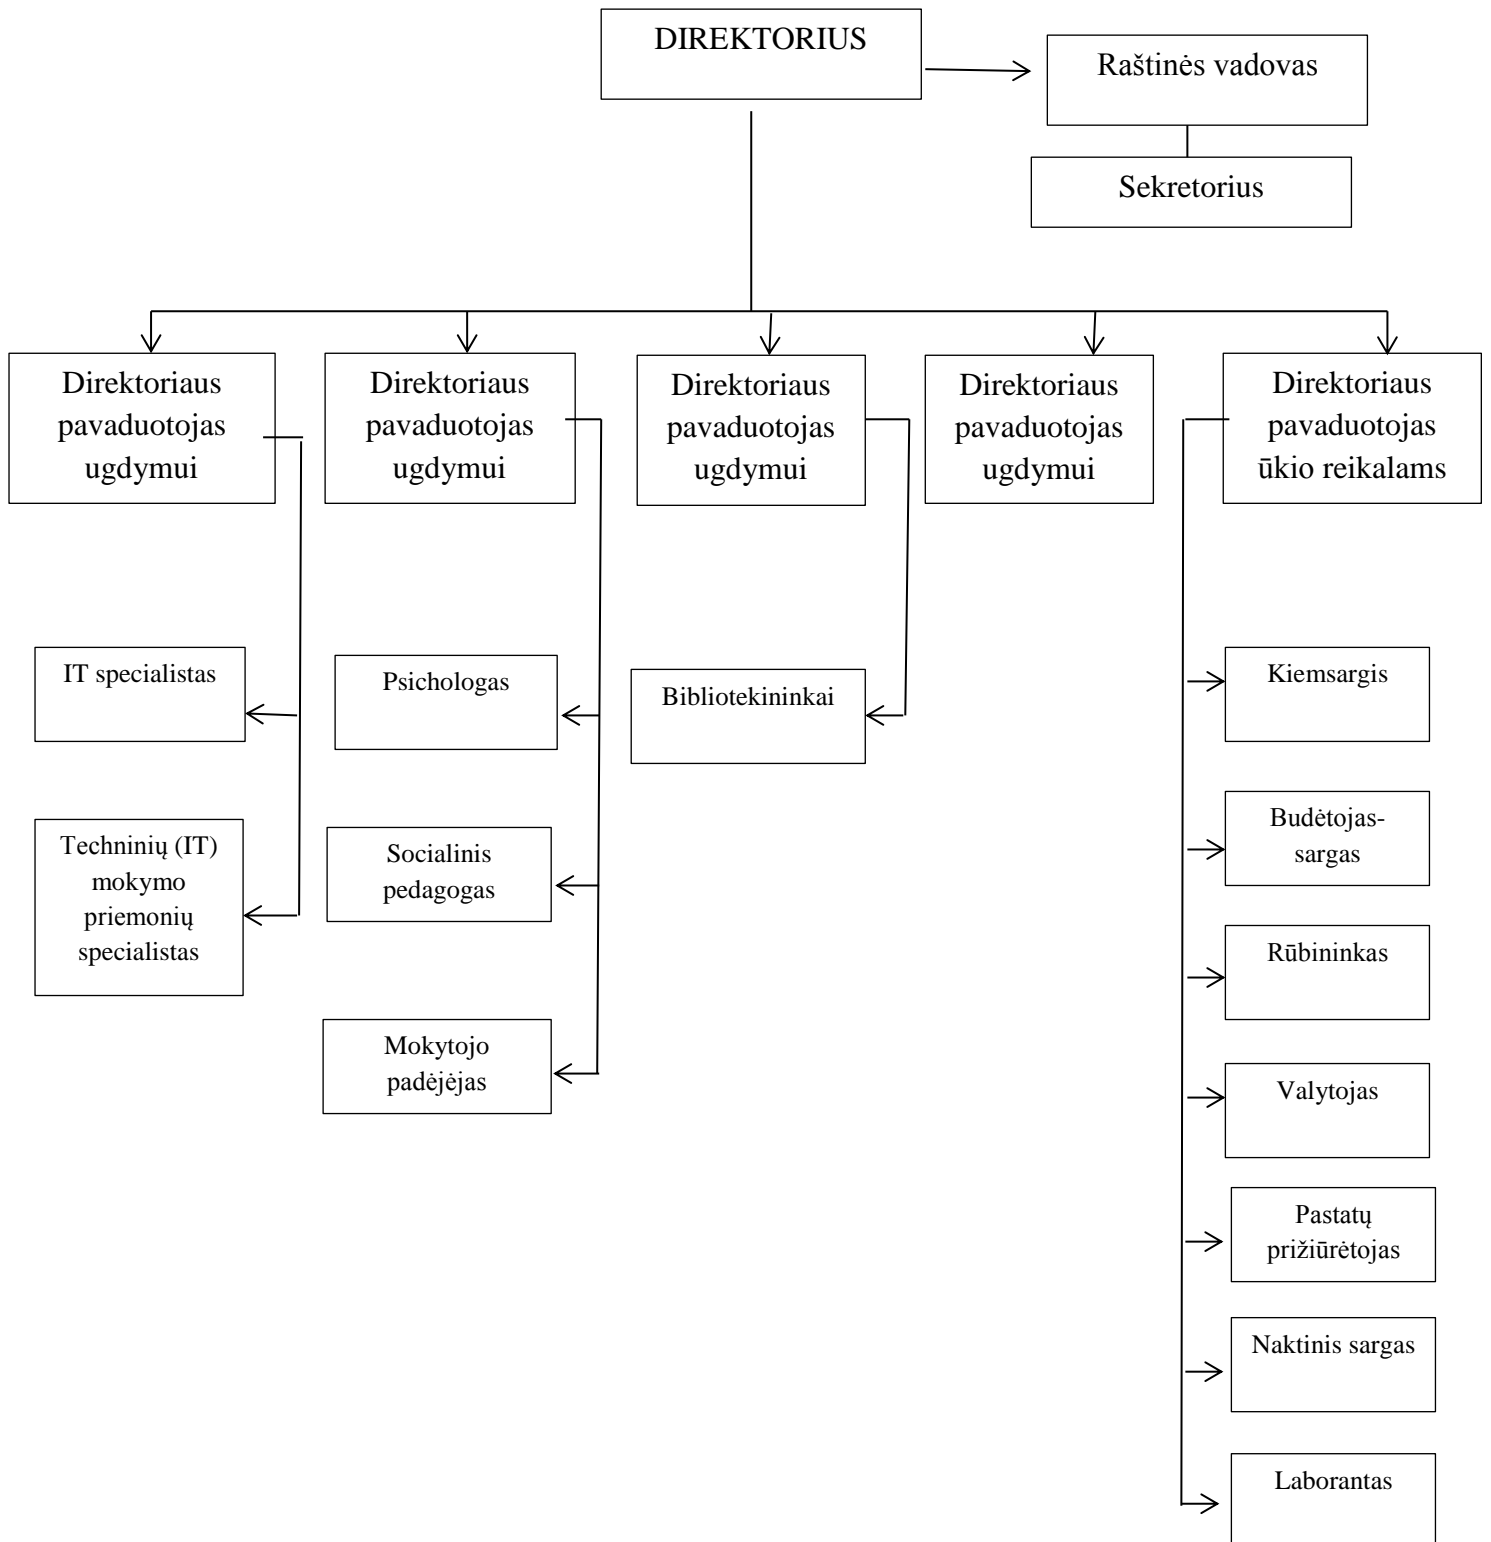 DIREKTORIUS
Raštinės vadovas
Sekretorius
Direktoriaus
pavaduotojas
ugdymui
Direktoriaus
pavaduotojas
ugdymui
Direktoriaus
pavaduotojas
ugdymui
Direktoriaus
pavaduotojas
ugdymui
Direktoriaus
pavaduotojas
ūkio reikalams
IT specialistas
Techninių (IT)
mokymo
priemonių
specialistas
Psichologas
Socialinis
pedagogas
Mokytojo
padėjėjas
Bibliotekininkai
Kiemsargis
Budėtojas-
sargas
Rūbininkas
Valytojas
Pastatų
prižiūrėtojas
Naktinis sargas
Laborantas